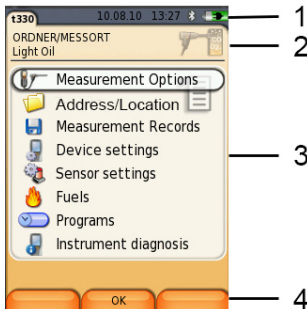 t330 10.08.10 13:27 1
ORDNER/MESSORT 2
Light Oil
Measurement Options
Address/Location
Measurement Records
Device settings 3
Sensor settings
Fuels
Programs
Instrument diagnosis
OK 4